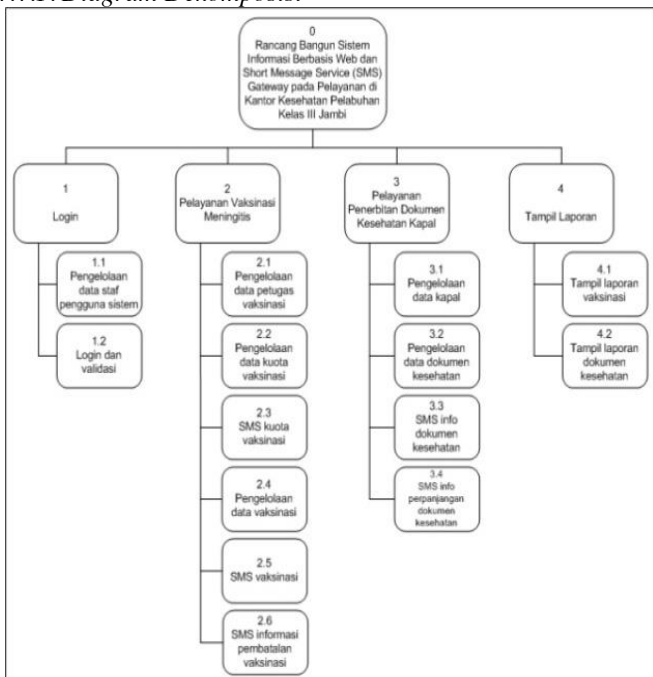 Diagram Dekomposisi
0
Rancang Bangun Sistem
Informasi Berbasis Web dan
Short Message Service (SMS)
Gateway pada Pelayanan di
Kantor Kesehatan Pelabuhan
Kelas III Jambi
1
Login
1.1
Pengelolaan
data staf
pengguna sistem
1.2
Login dan
validasi
2
Pelayanan Vaksinasi
Meningitis
2.1
Pengelolaan
data petugas
vaksinasi
2.2
Pengelolaan
data kuota
vaksinasi
2.3
SMS kuota
vaksinasi
2.4
Pengelolaan
data vaksinasi
2.5
SMS vaksinasi
2.6
SMS informasi
pembatalan
vaksinasi
3
Pelayanan
Penerbitan Dokumen
Kesehatan Kapal
3.1
Pengelolaan
data kapal
3.2
Pengelolaan
data dokumen
kesehatan
3.3
SMS info
dokumen
kesehatan
3.4
SMS info
perpanjangan
dokumen
kesehatan
4
Tampil Laporan
4.1
Tampil laporan
vaksinasi
4.2
Tampil laporan
dokumen
kesehatan